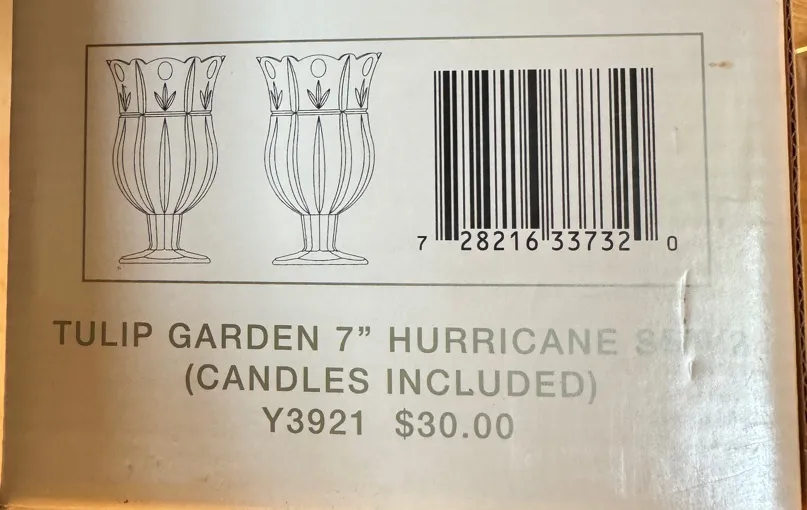 7 28216 33732 0
TULIP GARDEN 7” HURRICANE
(CANDLES INCLUDED)
Y3921 $30.00